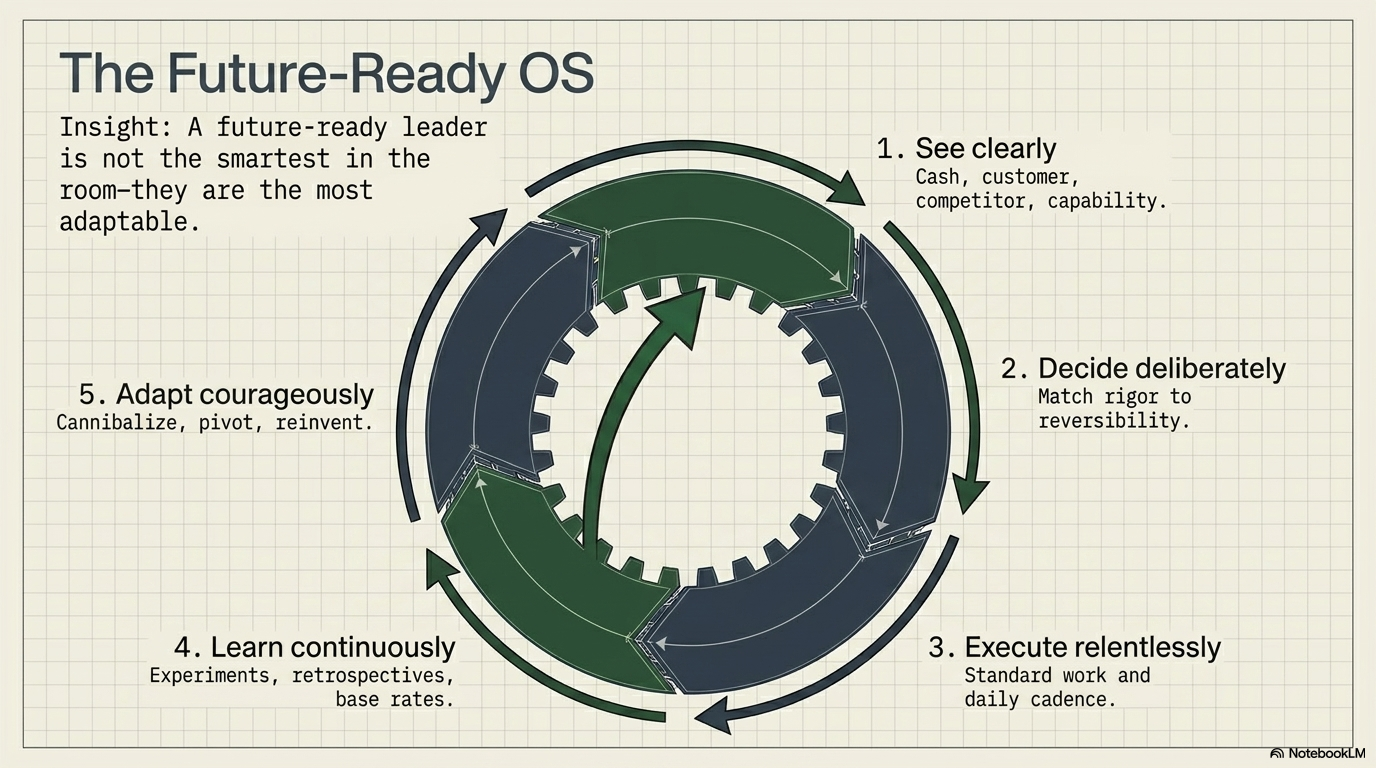 The Future-Ready OS
Insight: A future-ready leader
is not the smartest in the
room—they are the most
adaptable.
1. See clearly
Cash, customer,
competitor, capability.
2. Decide deliberately
Match rigor to
reversibility.
3. Execute relentlessly
Standard work and
daily cadence.
4. Learn continuously
Experiments, retrospectives,
base rates.
5. Adapt courageously
Cannibalize, pivot, reinvent.
NotebookLM